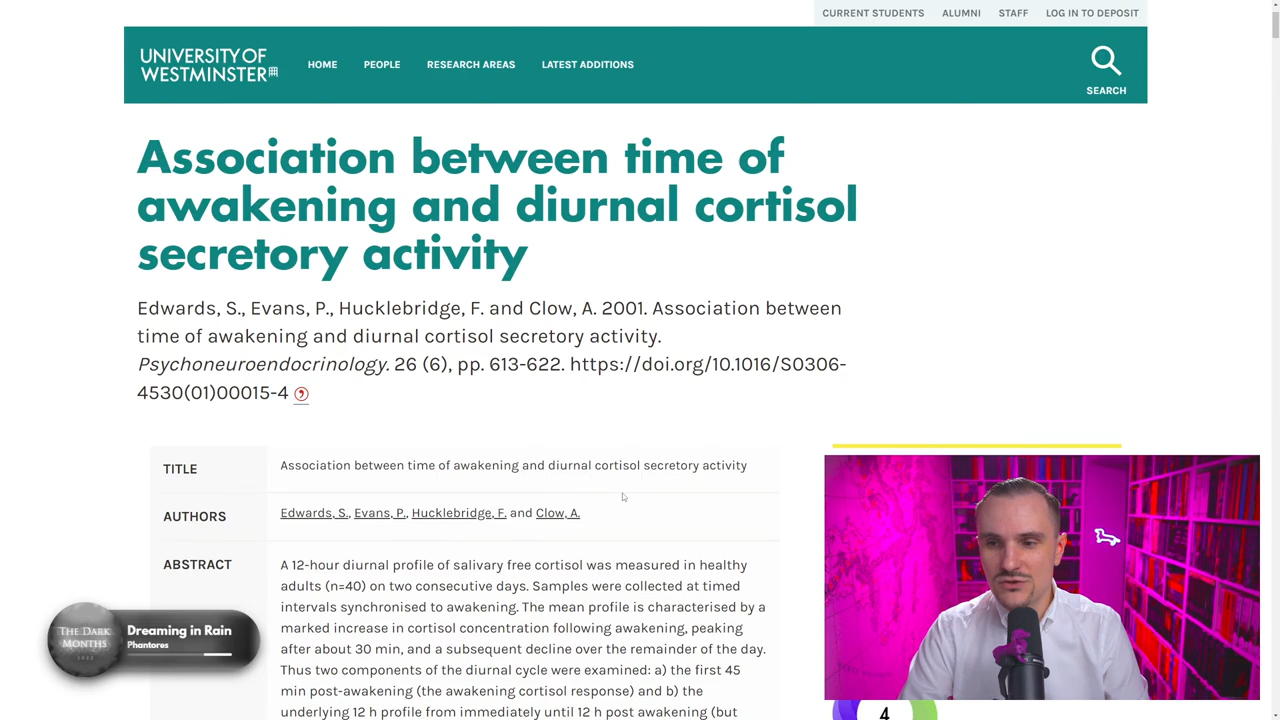 CURRENT STUDENTS ALUMNI STAFF LOG IN TO DEPOSIT
UNIVERSITY OF
WESTMINSTER
HOME PEOPLE RESEARCH AREAS LATEST ADDITIONS
SEARCH
Association between time of
awakening and diurnal cortisol
secretory activity
Edwards, S., Evans, P., Hucklebridge, F. and Clow, A. 2001. Association between
time of awakening and diurnal cortisol secretory activity.
Psychoneuroendocrinology. 26 (6), pp. 613-622. https://doi.org/10.1016/S0306-
4530(01)00015-4
TITLE Association between time of awakening and diurnal cortisol secretory activity
AUTHORS Edwards, S., Evans, P., Hucklebridge, F. and Clow, A.
ABSTRACT A 12-hour diurnal profile of salivary free cortisol was measured in healthy
adults (n=40) on two consecutive days. Samples were collected at timed
intervals synchronised to awakening. The mean profile is characterised by a
marked increase in cortisol concentration following awakening, peaking
after about 30 min, and a subsequent decline over the remainder of the day.
Thus two components of the diurnal cycle were examined: a) the first 45
min post-awakening (the awakening cortisol response) and b) the
underlying 12 h profile from immediately until 12 h post awakening (but
THE DARK
MONTHS
2022
Dreaming in Rain
Phantores
4